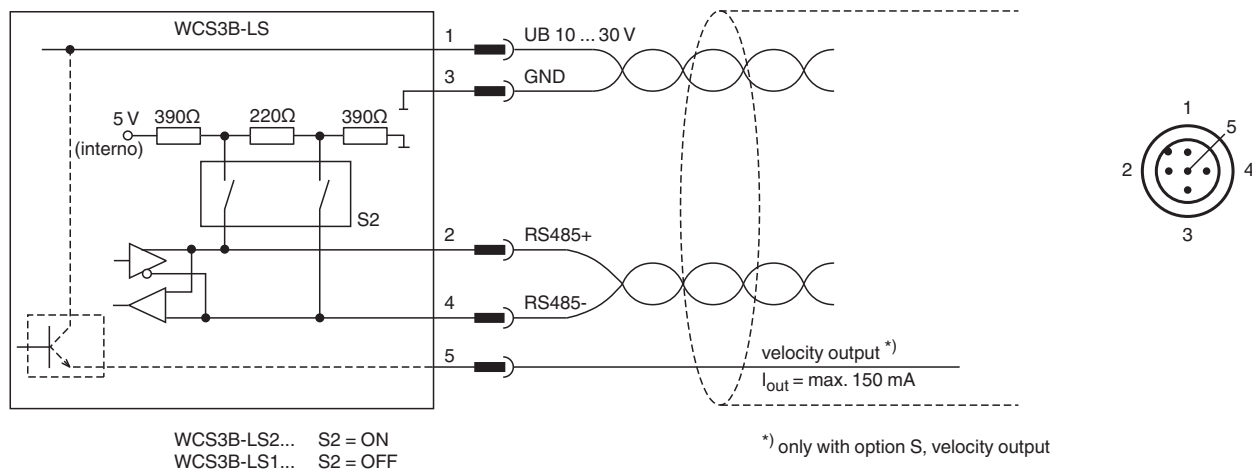 WCS3B-LS
1
UB 10 ... 30 V
3
GND
5 V
(interno)
390Ω
220Ω
390Ω
S2
2
RS485+
4
RS485-
5
velocity output *)
Iout = max. 150 mA
1
5
2
4
3
WCS3B-LS2... S2 = ON
WCS3B-LS1... S2 = OFF
*) only with option S, velocity output